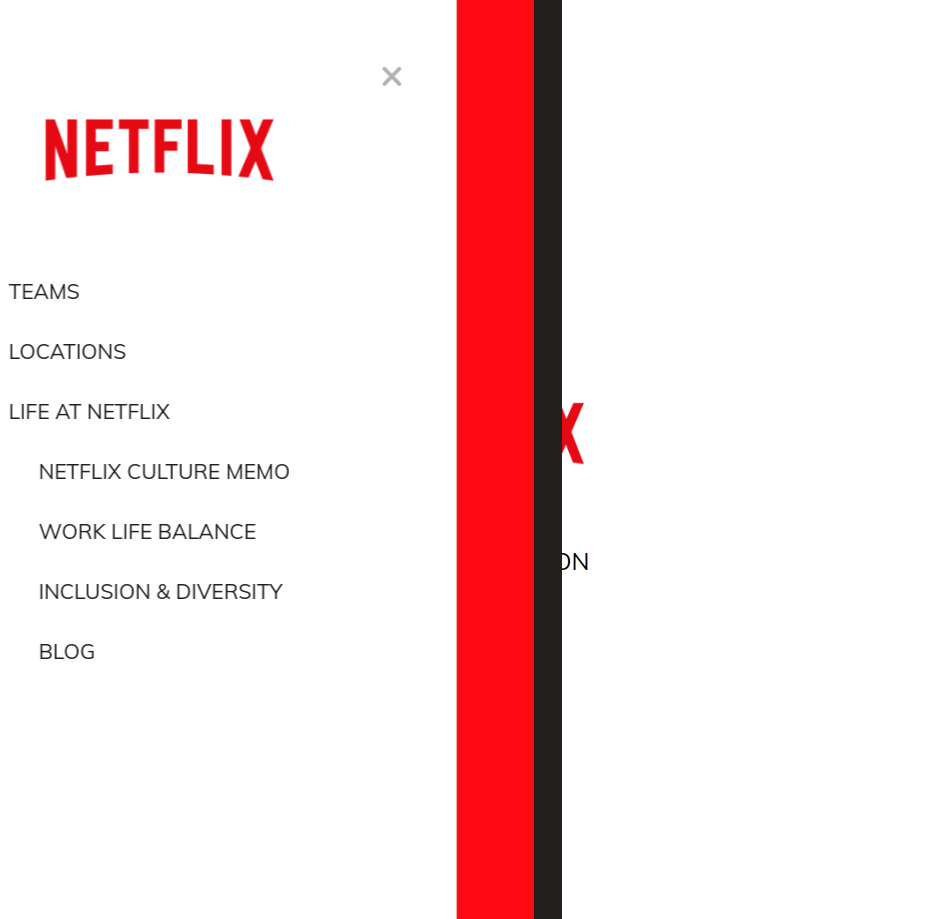 NETFLIX
TEAMS
LOCATIONS
LIFE AT NETFLIX
NETFLIX CULTURE MEMO
WORK LIFE BALANCE
INCLUSION & DIVERSITY
BLOG
X
ON